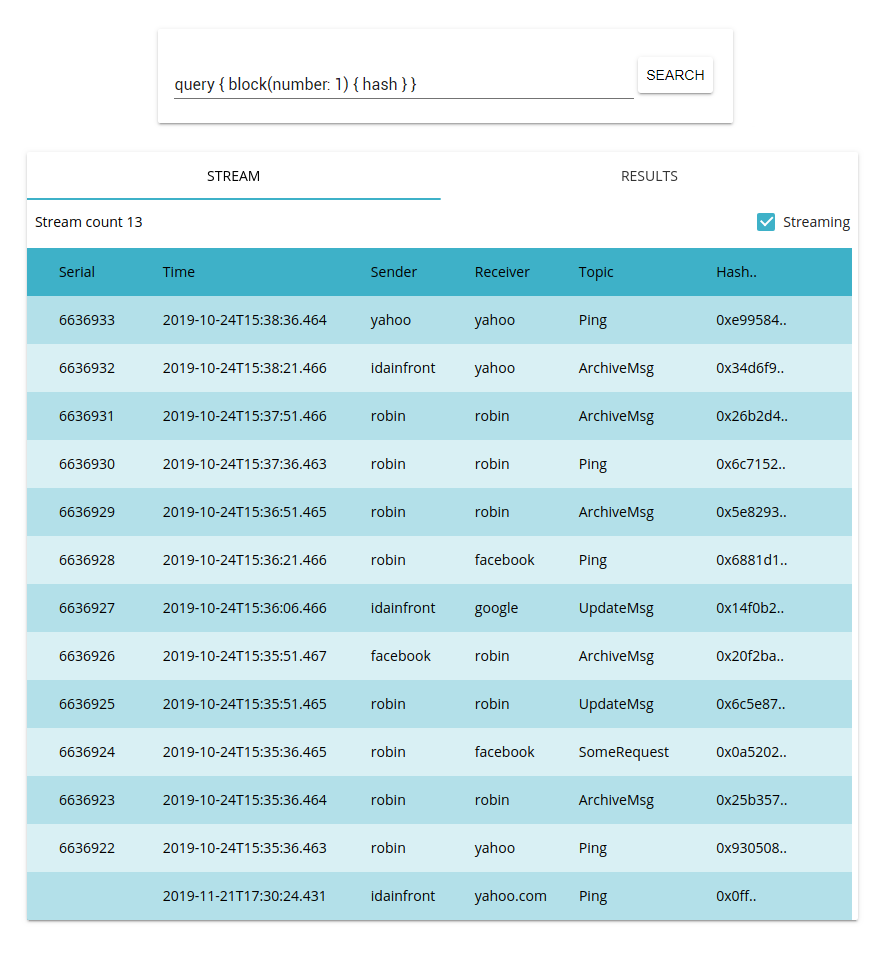 query { block(number: 1) { hash } }
SEARCH
STREAM RESULTS
Stream count 13 Streaming
Serial Time Sender Receiver Topic Hash..
6636933 2019-10-24T15:38:36.464 yahoo yahoo Ping 0xe99584..
6636932 2019-10-24T15:38:21.466 idainfront yahoo ArchiveMsg 0x34d6f9..
6636931 2019-10-24T15:37:51.466 robin robin ArchiveMsg 0x26b2d4..
6636930 2019-10-24T15:37:36.463 robin robin Ping 0x6c7152..
6636929 2019-10-24T15:36:51.465 robin robin ArchiveMsg 0x5e8293..
6636928 2019-10-24T15:36:21.466 robin facebook Ping 0x6881d1..
6636927 2019-10-24T15:36:06.466 idainfront google UpdateMsg 0x14f0b2..
6636926 2019-10-24T15:35:51.467 facebook robin ArchiveMsg 0x20f2ba..
6636925 2019-10-24T15:35:51.465 robin robin UpdateMsg 0x6c5e87..
6636924 2019-10-24T15:35:36.465 robin facebook SomeRequest 0x0a5202..
6636923 2019-10-24T15:35:36.464 robin robin ArchiveMsg 0x25b357..
6636922 2019-10-24T15:35:36.463 robin yahoo Ping 0x930508..
2019-11-21T17:30:24.431 idainfront yahoo.com Ping 0x0ff..